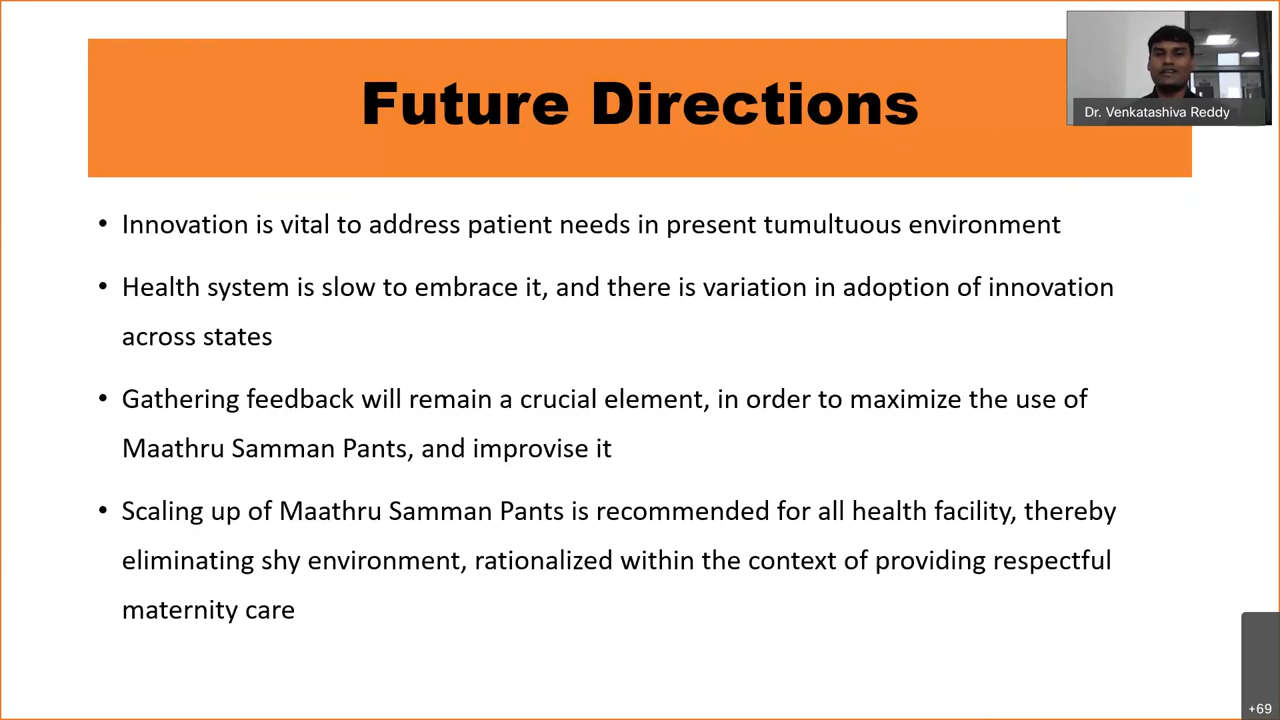 Future Directions
Dr. Venkatashiva Reddy
• Innovation is vital to address patient needs in present tumultuous environment
• Health system is slow to embrace it, and there is variation in adoption of innovation
across states
• Gathering feedback will remain a crucial element, in order to maximize the use of
Maathru Samman Pants, and improvise it
• Scaling up of Maathru Samman Pants is recommended for all health facility, thereby
eliminating shy environment, rationalized within the context of providing respectful
maternity care
+69